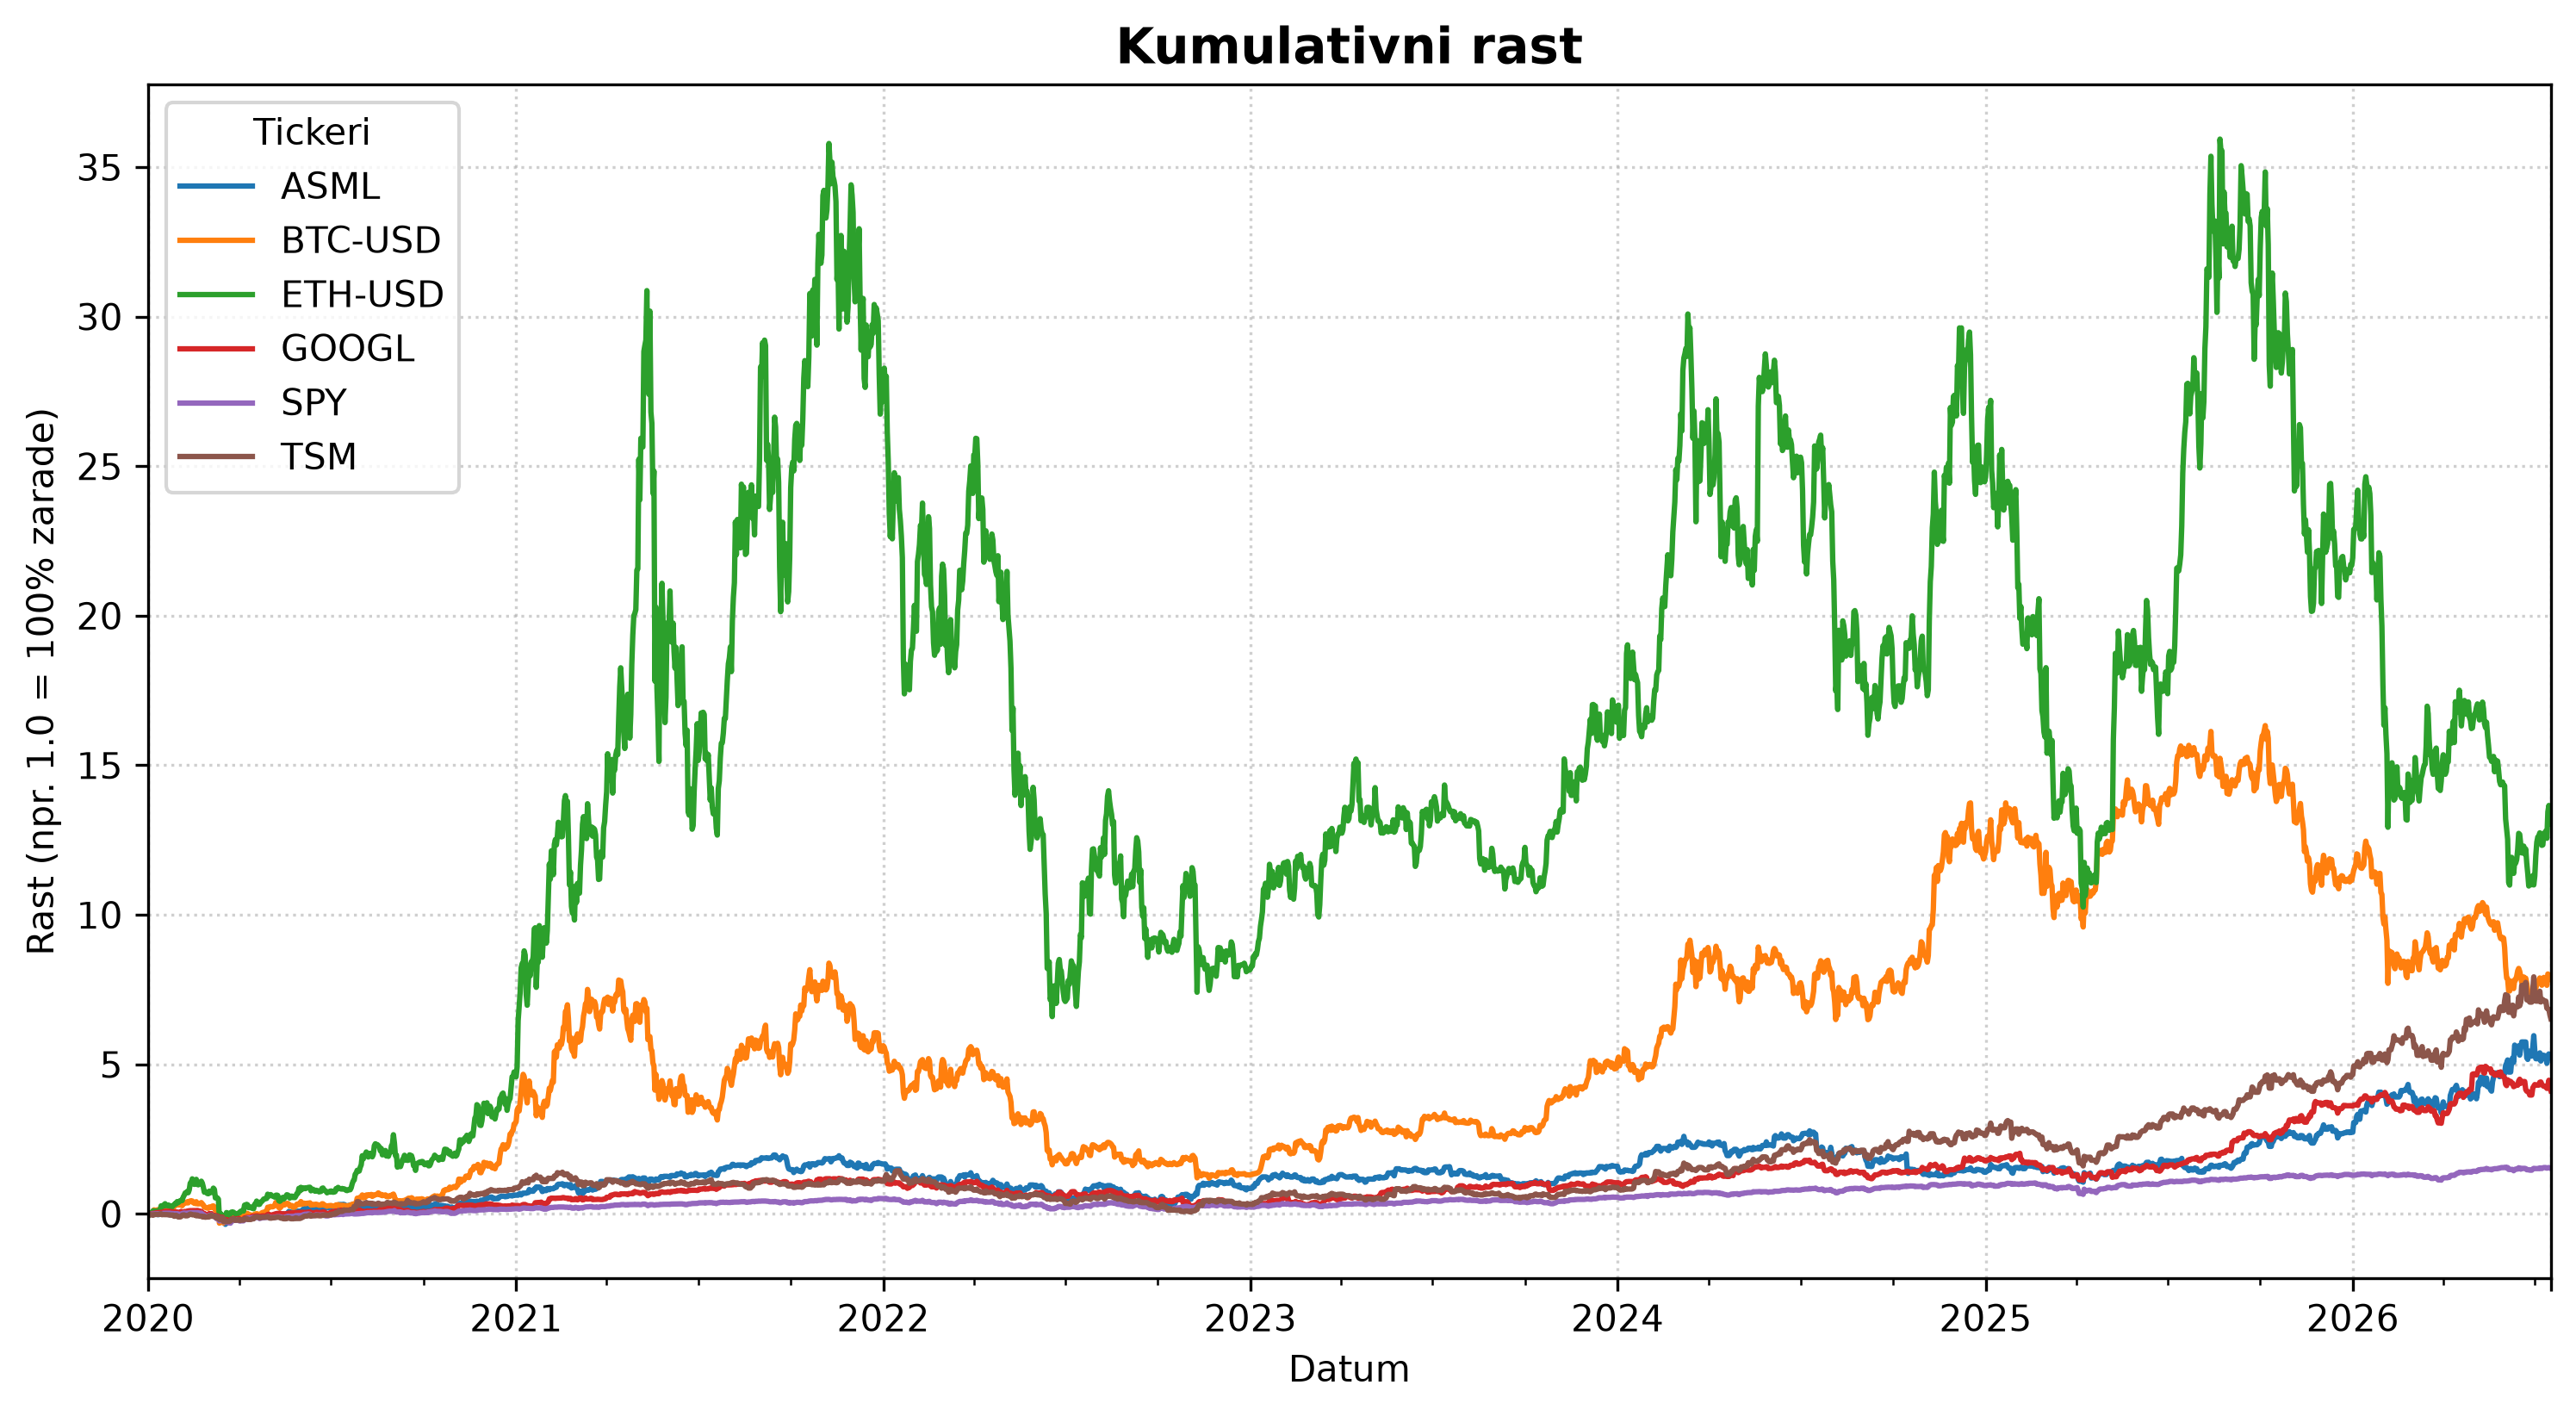 Kumulativni rast
Tickeri
ASML
BTC-USD
ETH-USD
GOOGL
SPY
TSM
Rast (npr. 1.0 = 100% zarade)
35
30
25
20
15
10
5
0
2020 2021 2022 2023 2024 2025 2026
Datum